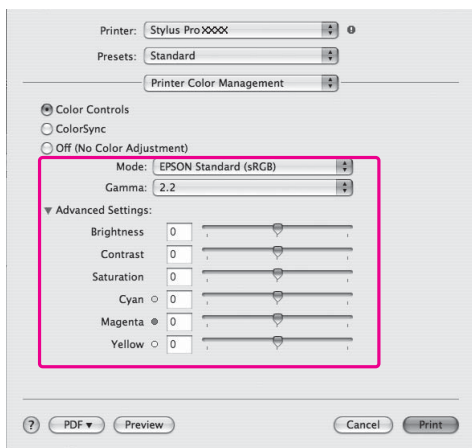 Printer: Stylus Pro XXXX
Presets: Standard
Printer Color Management
Color Controls
ColorSync
Off (No Color Adjustment)
Mode: EPSON Standard (sRGB)
Gamma: 2.2
Advanced Settings:
Brightness 0
Contrast 0
Saturation 0
Cyan 0
Magenta 0
Yellow 0
? PDF Preview Cancel Print